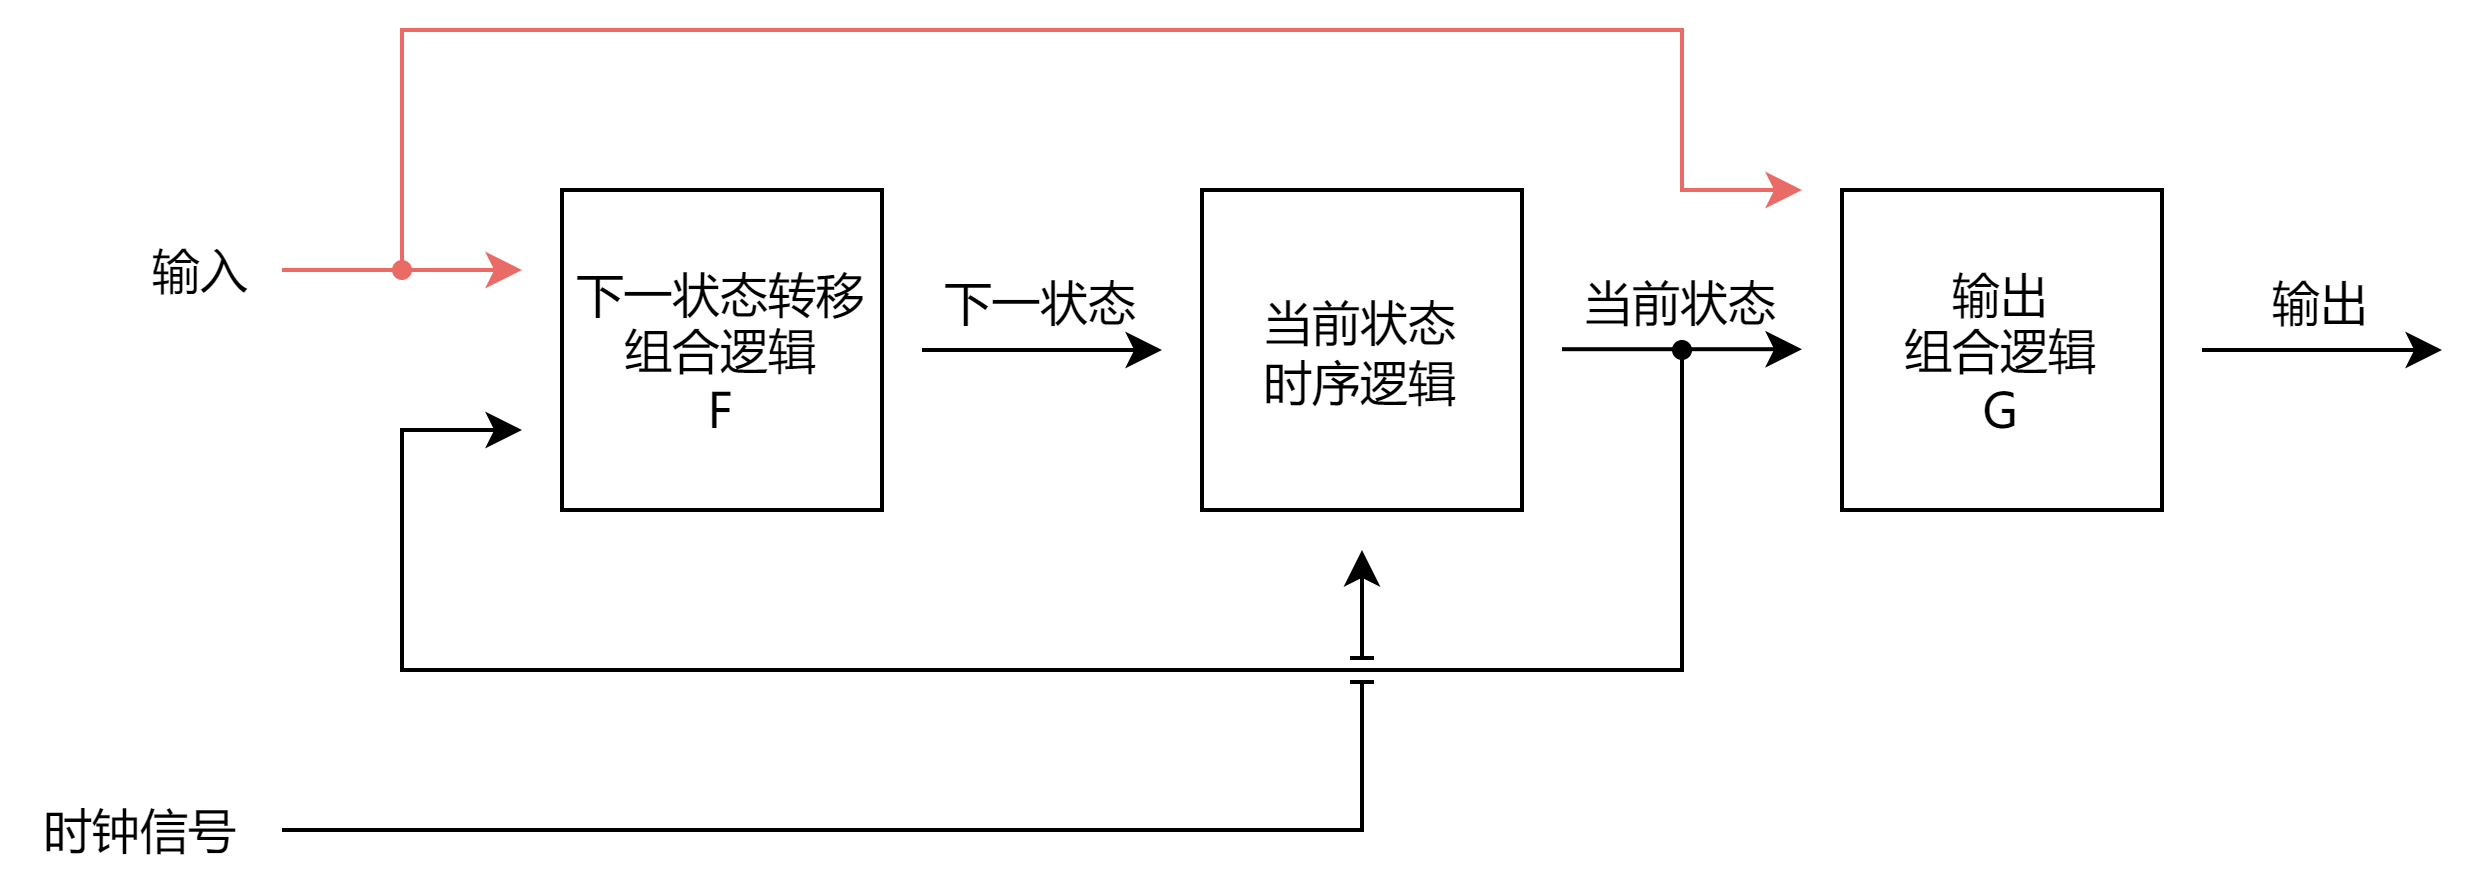 输入
下一状态转移
组合逻辑
F
下一状态
当前状态
时序逻辑
当前状态
输出
组合逻辑
G
输出
时钟信号